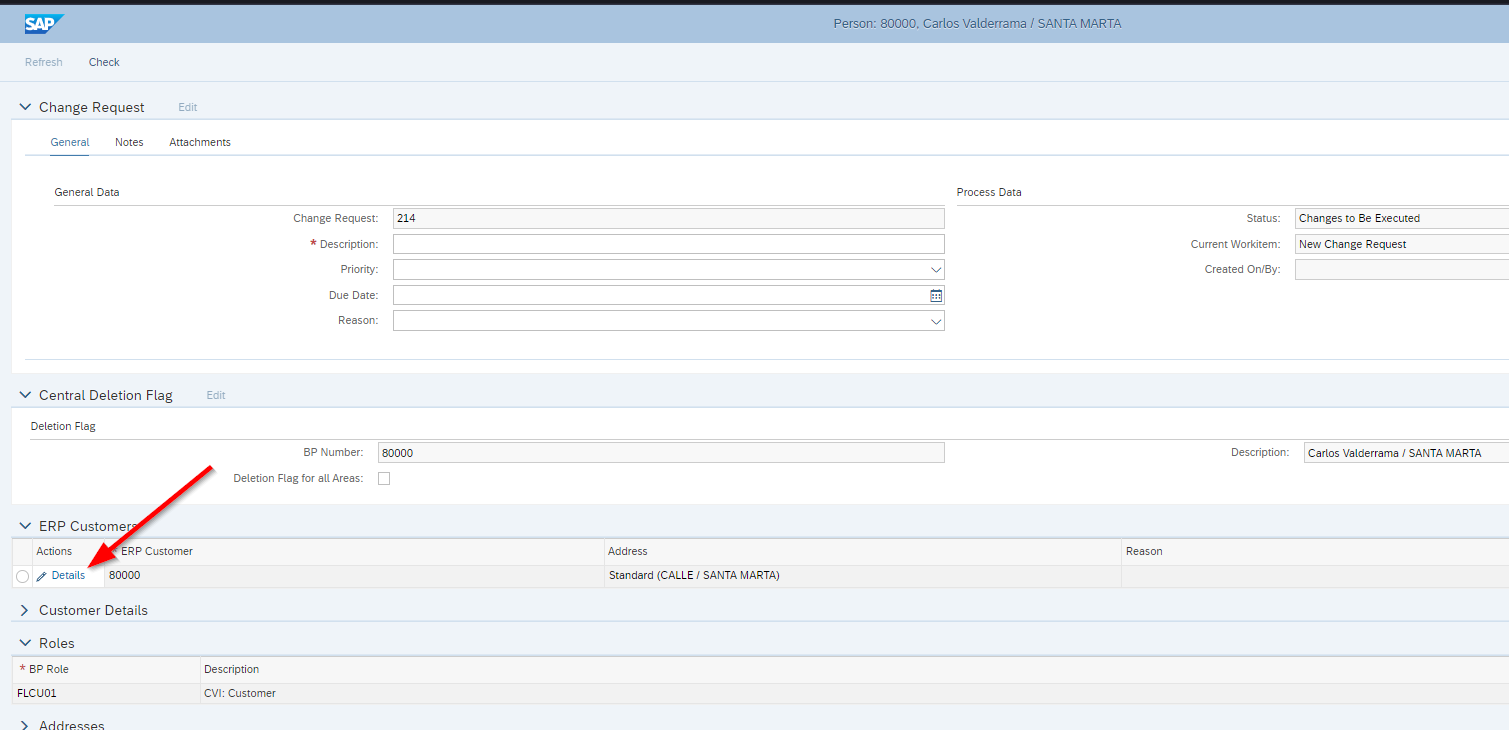 SAP
Person: 80000, Carlos Valderrama / SANTA MARTA
Refresh Check
Change Request Edit
General Notes Attachments
General Data Process Data
Change Request: 214 Status: Changes to Be Executed
* Description: Current Workitem: New Change Request
Priority: Created On/By:
Due Date:
Reason:
Central Deletion Flag Edit
Deletion Flag
BP Number: 80000 Description: Carlos Valderrama / SANTA MARTA
Deletion Flag for all Areas:
ERP Customers
Actions ERP Customer Address Reason
Details 80000 Standard (CALLE / SANTA MARTA)
Customer Details
Roles
* BP Role Description
FLCU01 CVI: Customer
Addresses